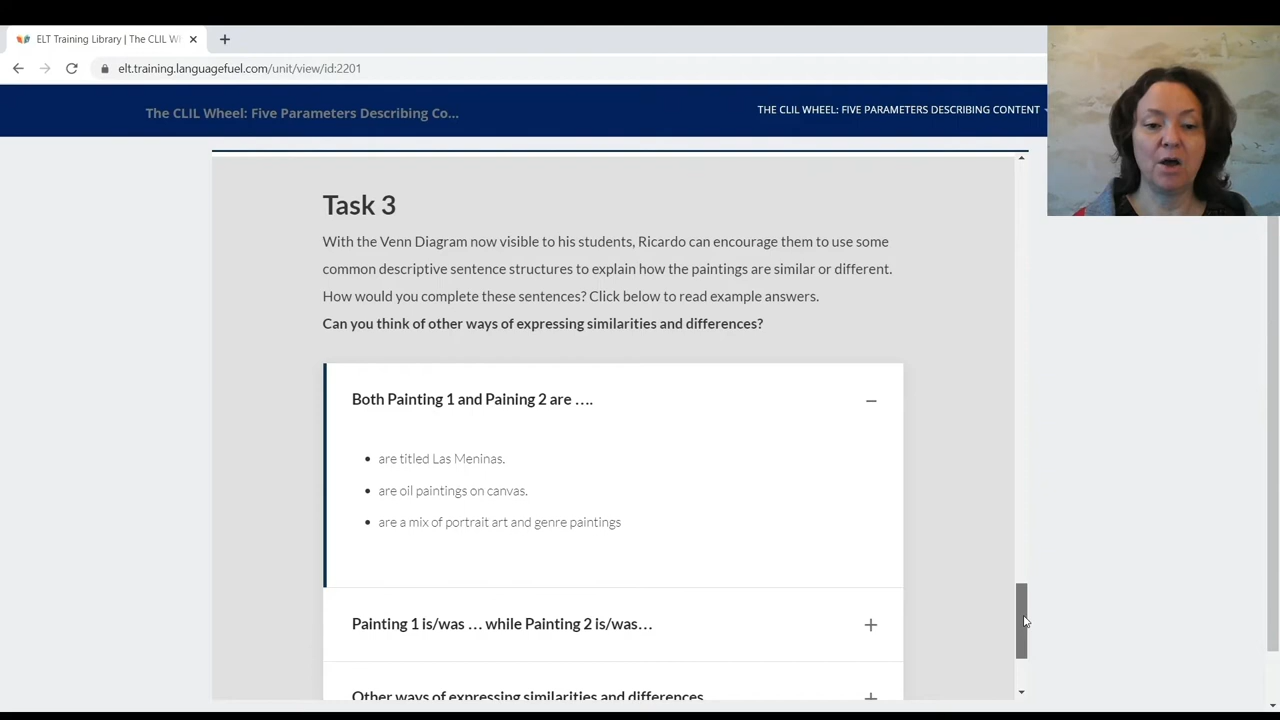 ELT Training Library | The CLIL W
elt.training.languagefuel.com/unit/view/id:2201
The CLIL Wheel: Five Parameters Describing Co...
THE CLIL WHEEL: FIVE PARAMETERS DESCRIBING CONTENT
Task 3
With the Venn Diagram now visible to his students, Ricardo can encourage them to use some
common descriptive sentence structures to explain how the paintings are similar or different.
How would you complete these sentences? Click below to read example answers.
Can you think of other ways of expressing similarities and differences?
Both Painting 1 and Paining 2 are ….
are titled Las Meninas.
are oil paintings on canvas.
are a mix of portrait art and genre paintings
Painting 1 is/was … while Painting 2 is/was…
Other ways of expressing similarities and differences